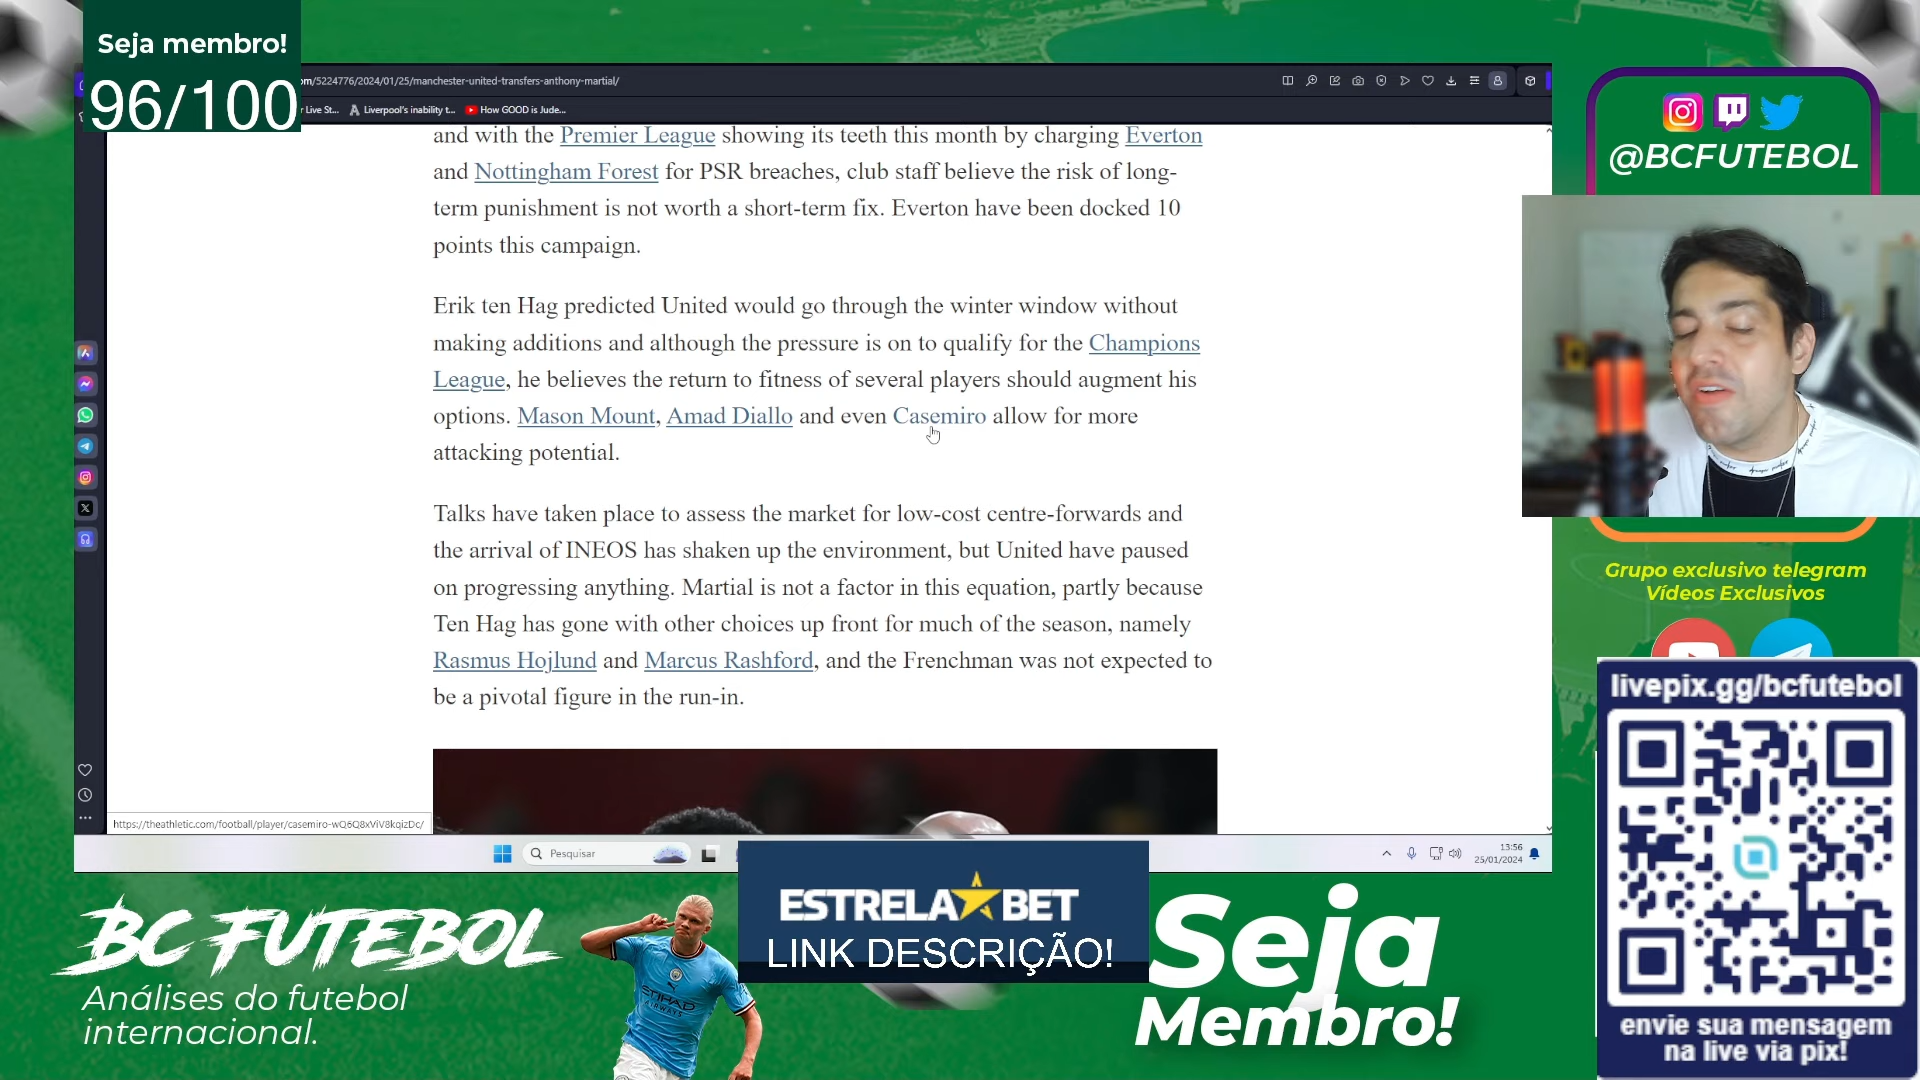 Seja membro!
96/100
om/5224776/2024/01/25/manchester-united-transfers-anthony-martial/
r Live St...
Liverpool's inability t...
How GOOD is Jude...
@BCFUTEBOL
and with the Premier League showing its teeth this month by charging Everton
and Nottingham Forest for PSR breaches, club staff believe the risk of long-
term punishment is not worth a short-term fix. Everton have been docked 10
points this campaign.
Erik ten Hag predicted United would go through the winter window without
making additions and although the pressure is on to qualify for the Champions
League, he believes the return to fitness of several players should augment his
options. Mason Mount, Amad Diallo and even Casemiro allow for more
attacking potential.
Talks have taken place to assess the market for low-cost centre-forwards and
the arrival of INEOS has shaken up the environment, but United have paused
on progressing anything. Martial is not a factor in this equation, partly because
Ten Hag has gone with other choices up front for much of the season, namely
Rasmus Hojlund and Marcus Rashford, and the Frenchman was not expected to
be a pivotal figure in the run-in.
Grupo exclusivo telegram
Vídeos Exclusivos
livepix.gg/bcfutebol
envie sua mensagem
na live via pix!
https://theathletic.com/football/player/casemiro-wQ6Q8xViV8kqizDc/
Pesquisar
13:56
25/01/2024
BC FUTEBOL
Análises do futebol
internacional.
ETIHAD
AIRWAYS
ESTRELA BET
LINK DESCRIÇÃO!
Seja
Membro!